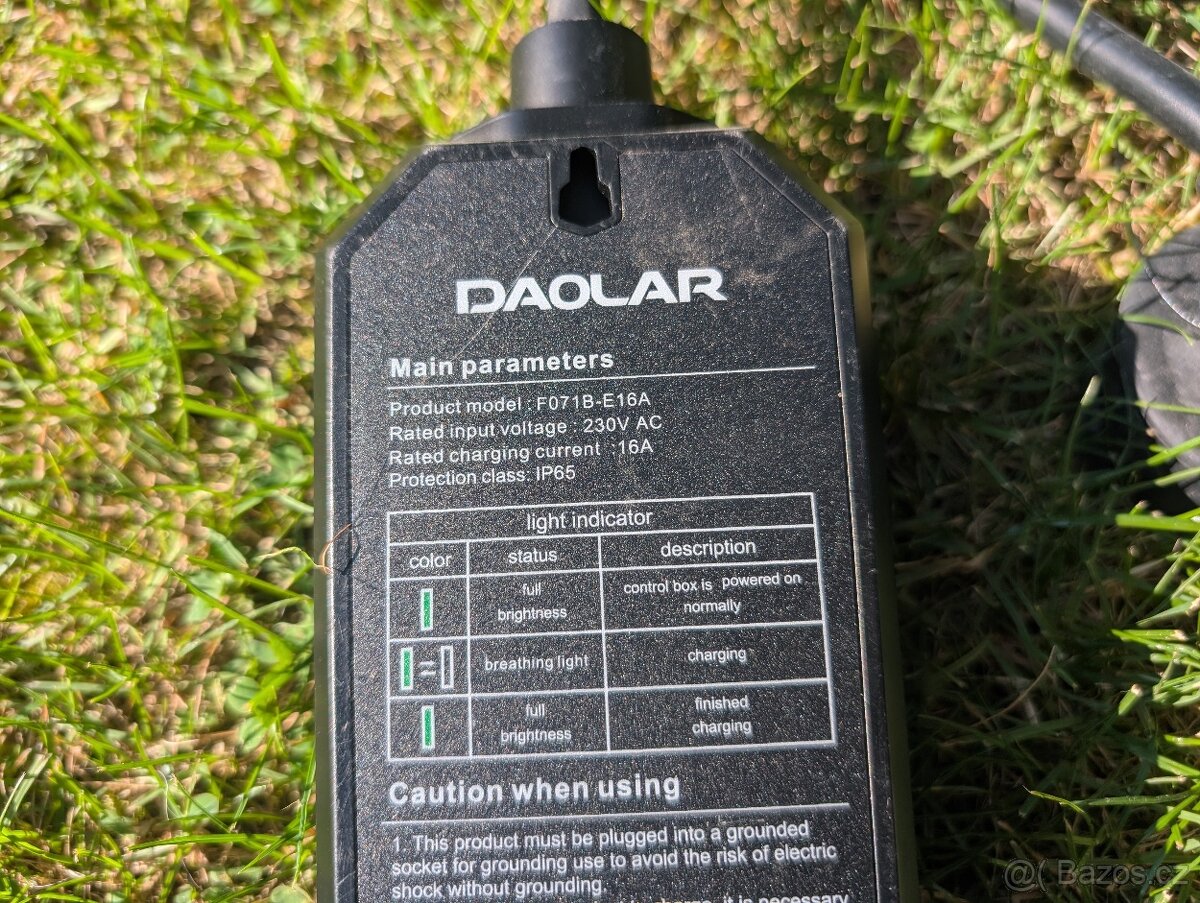 DAOLAR
Main parameters
Product model : F071B-E16A
Rated input voltage : 230V AC
Rated charging current :16A
Protection class: IP65
light indicator
color status description
full brightness control box is powered on normally
breathing light charging
full brightness finished charging
Caution when using
1. This product must be plugged into a grounded
socket for grounding use to avoid the risk of electric
shock without grounding.
it is necessary
@( Bazos.cz